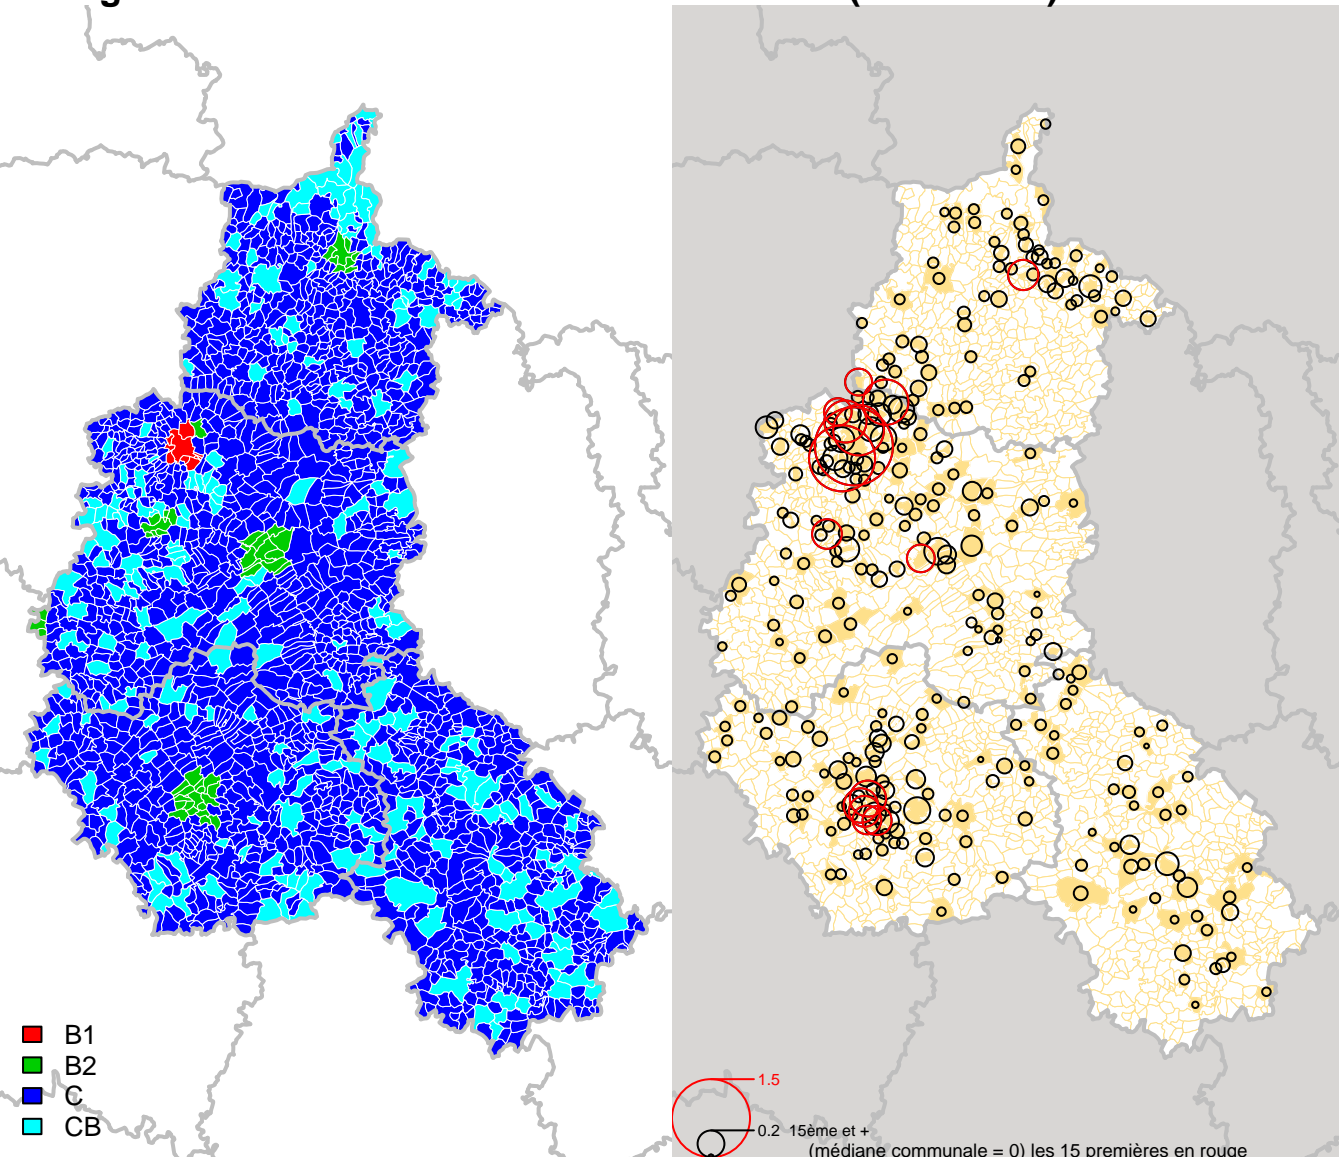 B1
B2
C
CB
1.5
0.2 15ème et +
(médiane communale = 0) les 15 premières en rouge